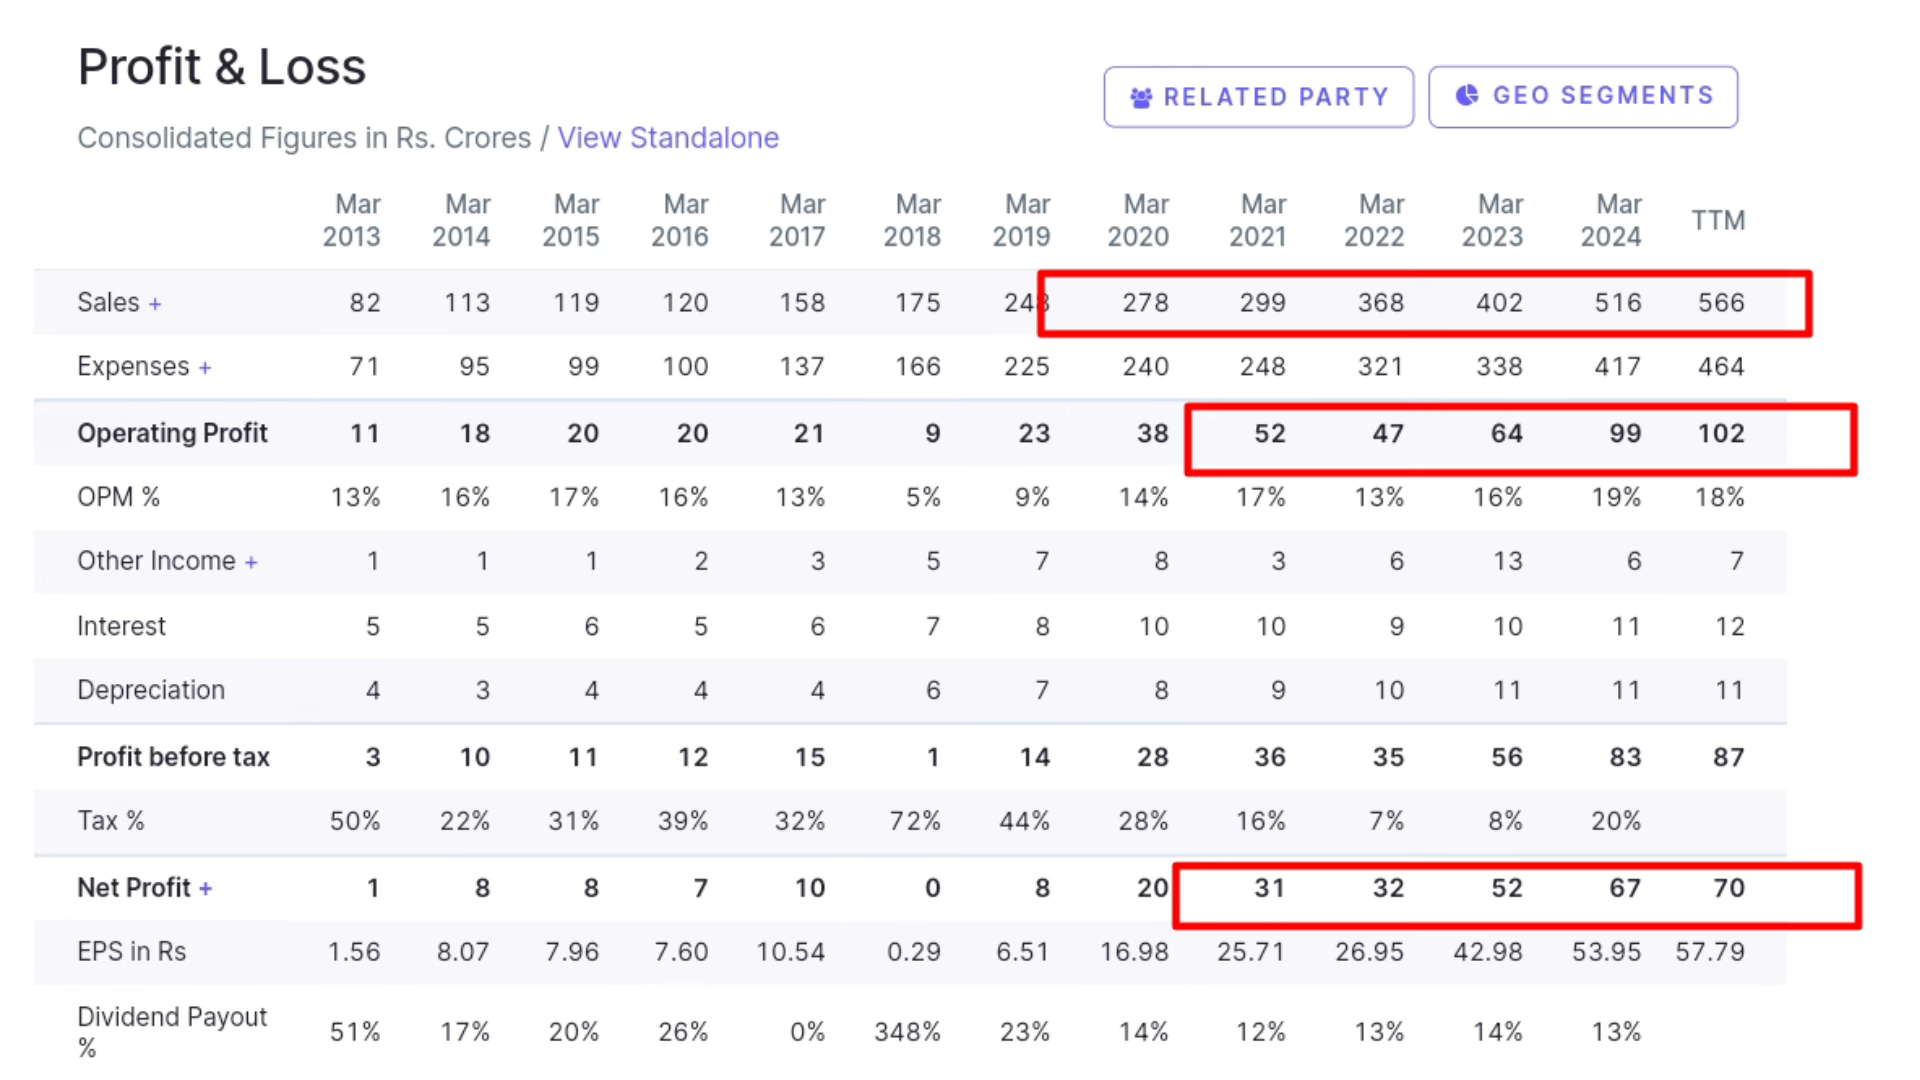 Profit & Loss
RELATED PARTY
GEO SEGMENTS
Consolidated Figures in Rs. Crores / View Standalone
Mar 2013 Mar 2014 Mar 2015 Mar 2016 Mar 2017 Mar 2018 Mar 2019 Mar 2020 Mar 2021 Mar 2022 Mar 2023 Mar 2024 TTM
Sales + 82 113 119 120 158 175 248 278 299 368 402 516 566
Expenses + 71 95 99 100 137 166 225 240 248 321 338 417 464
Operating Profit 11 18 20 20 21 9 23 38 52 47 64 99 102
OPM % 13% 16% 17% 16% 13% 5% 9% 14% 17% 13% 16% 19% 18%
Other Income + 1 1 1 2 3 5 7 8 3 6 13 6 7
Interest 5 5 6 5 6 7 8 10 10 9 10 11 12
Depreciation 4 3 4 4 4 6 7 8 9 10 11 11 11
Profit before tax 3 10 11 12 15 1 14 28 36 35 56 83 87
Tax % 50% 22% 31% 39% 32% 72% 44% 28% 16% 7% 8% 20%
Net Profit + 1 8 8 7 10 0 8 20 31 32 52 67 70
EPS in Rs 1.56 8.07 7.96 7.60 10.54 0.29 6.51 16.98 25.71 26.95 42.98 53.95 57.79
Dividend Payout % 51% 17% 20% 26% 0% 348% 23% 14% 12% 13% 14% 13%